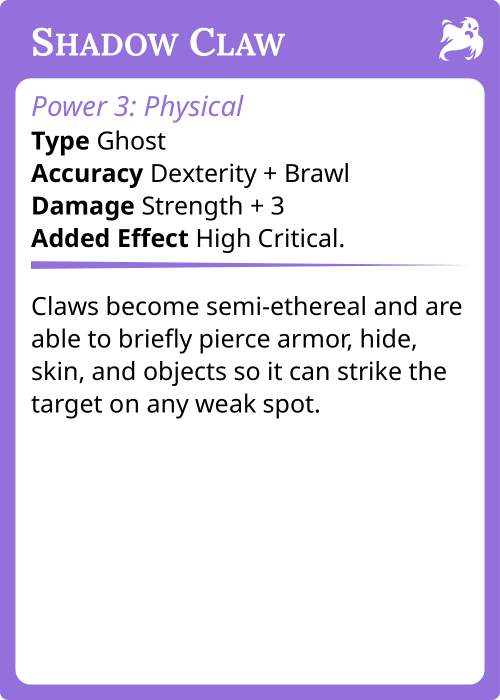 Shadow Claw
Power 3: Physical
Type Ghost
Accuracy Dexterity + Brawl
Damage Strength + 3
Added Effect High Critical.
Claws become semi-ethereal and are
able to briefly pierce armor, hide,
skin, and objects so it can strike the
target on any weak spot.